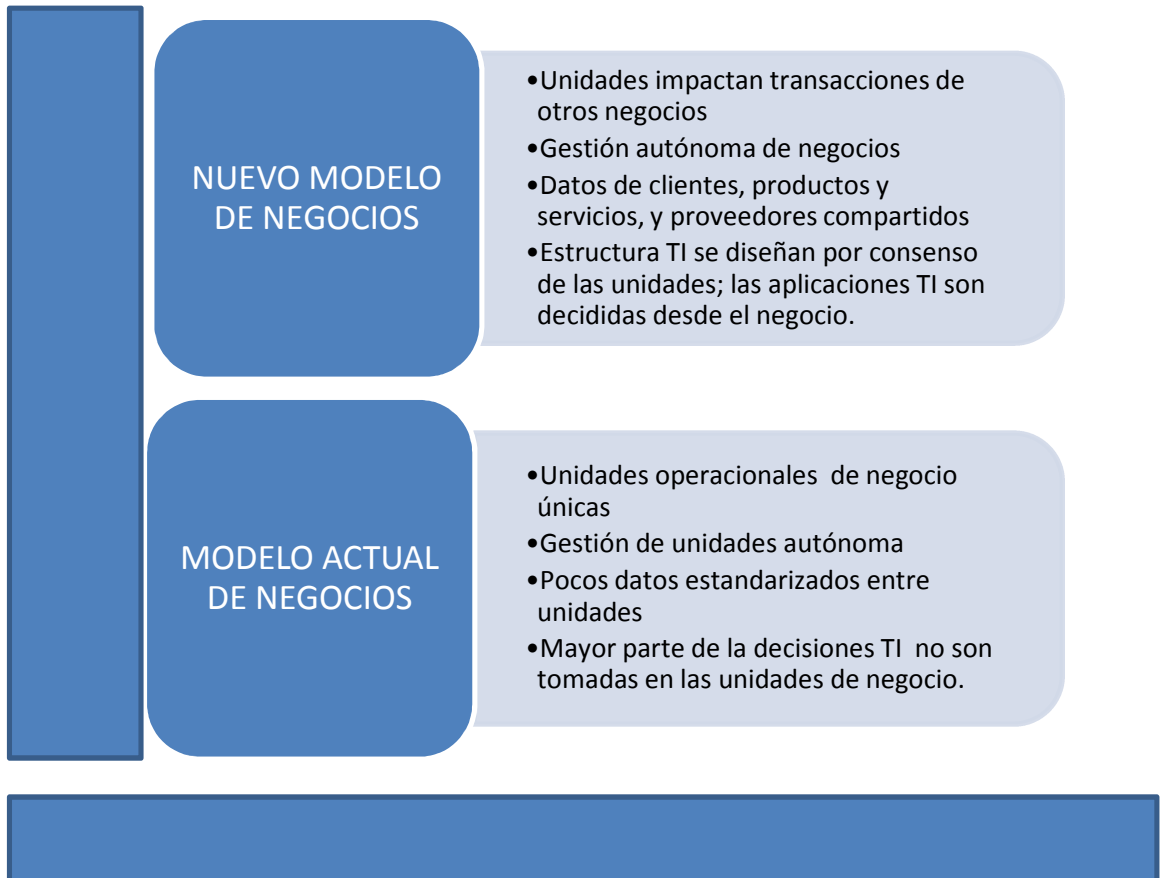 NUEVO MODELO
DE NEGOCIOS
•Unidades impactan transacciones de
otros negocios
•Gestión autónoma de negocios
•Datos de clientes, productos y
servicios, y proveedores compartidos
•Estructura TI se diseñan por consenso
de las unidades; las aplicaciones TI son
decididas desde el negocio.
MODELO ACTUAL
DE NEGOCIOS
•Unidades operacionales  de negocio
únicas
•Gestión de unidades autónoma
•Pocos datos estandarizados entre
unidades
•Mayor parte de la decisiones TI  no son
tomadas en las unidades de negocio.